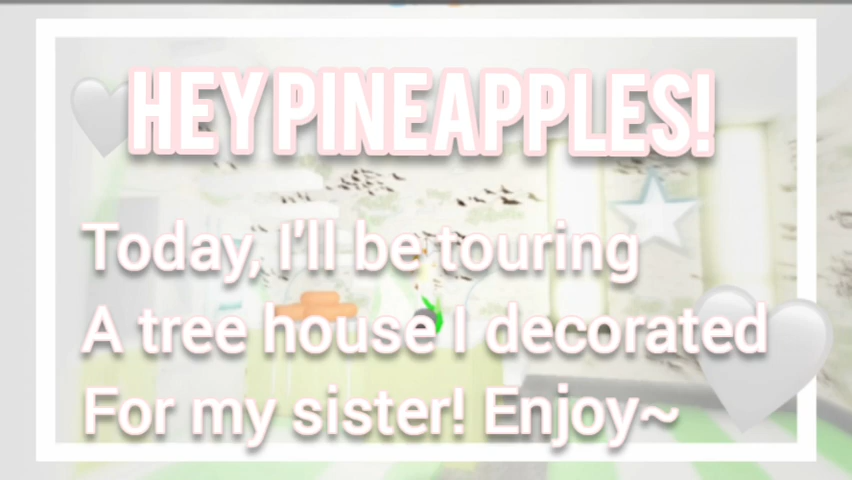 HEY PINEAPPLES!
Today, I'll be touring
A tree house I decorated
For my sister! Enjoy~